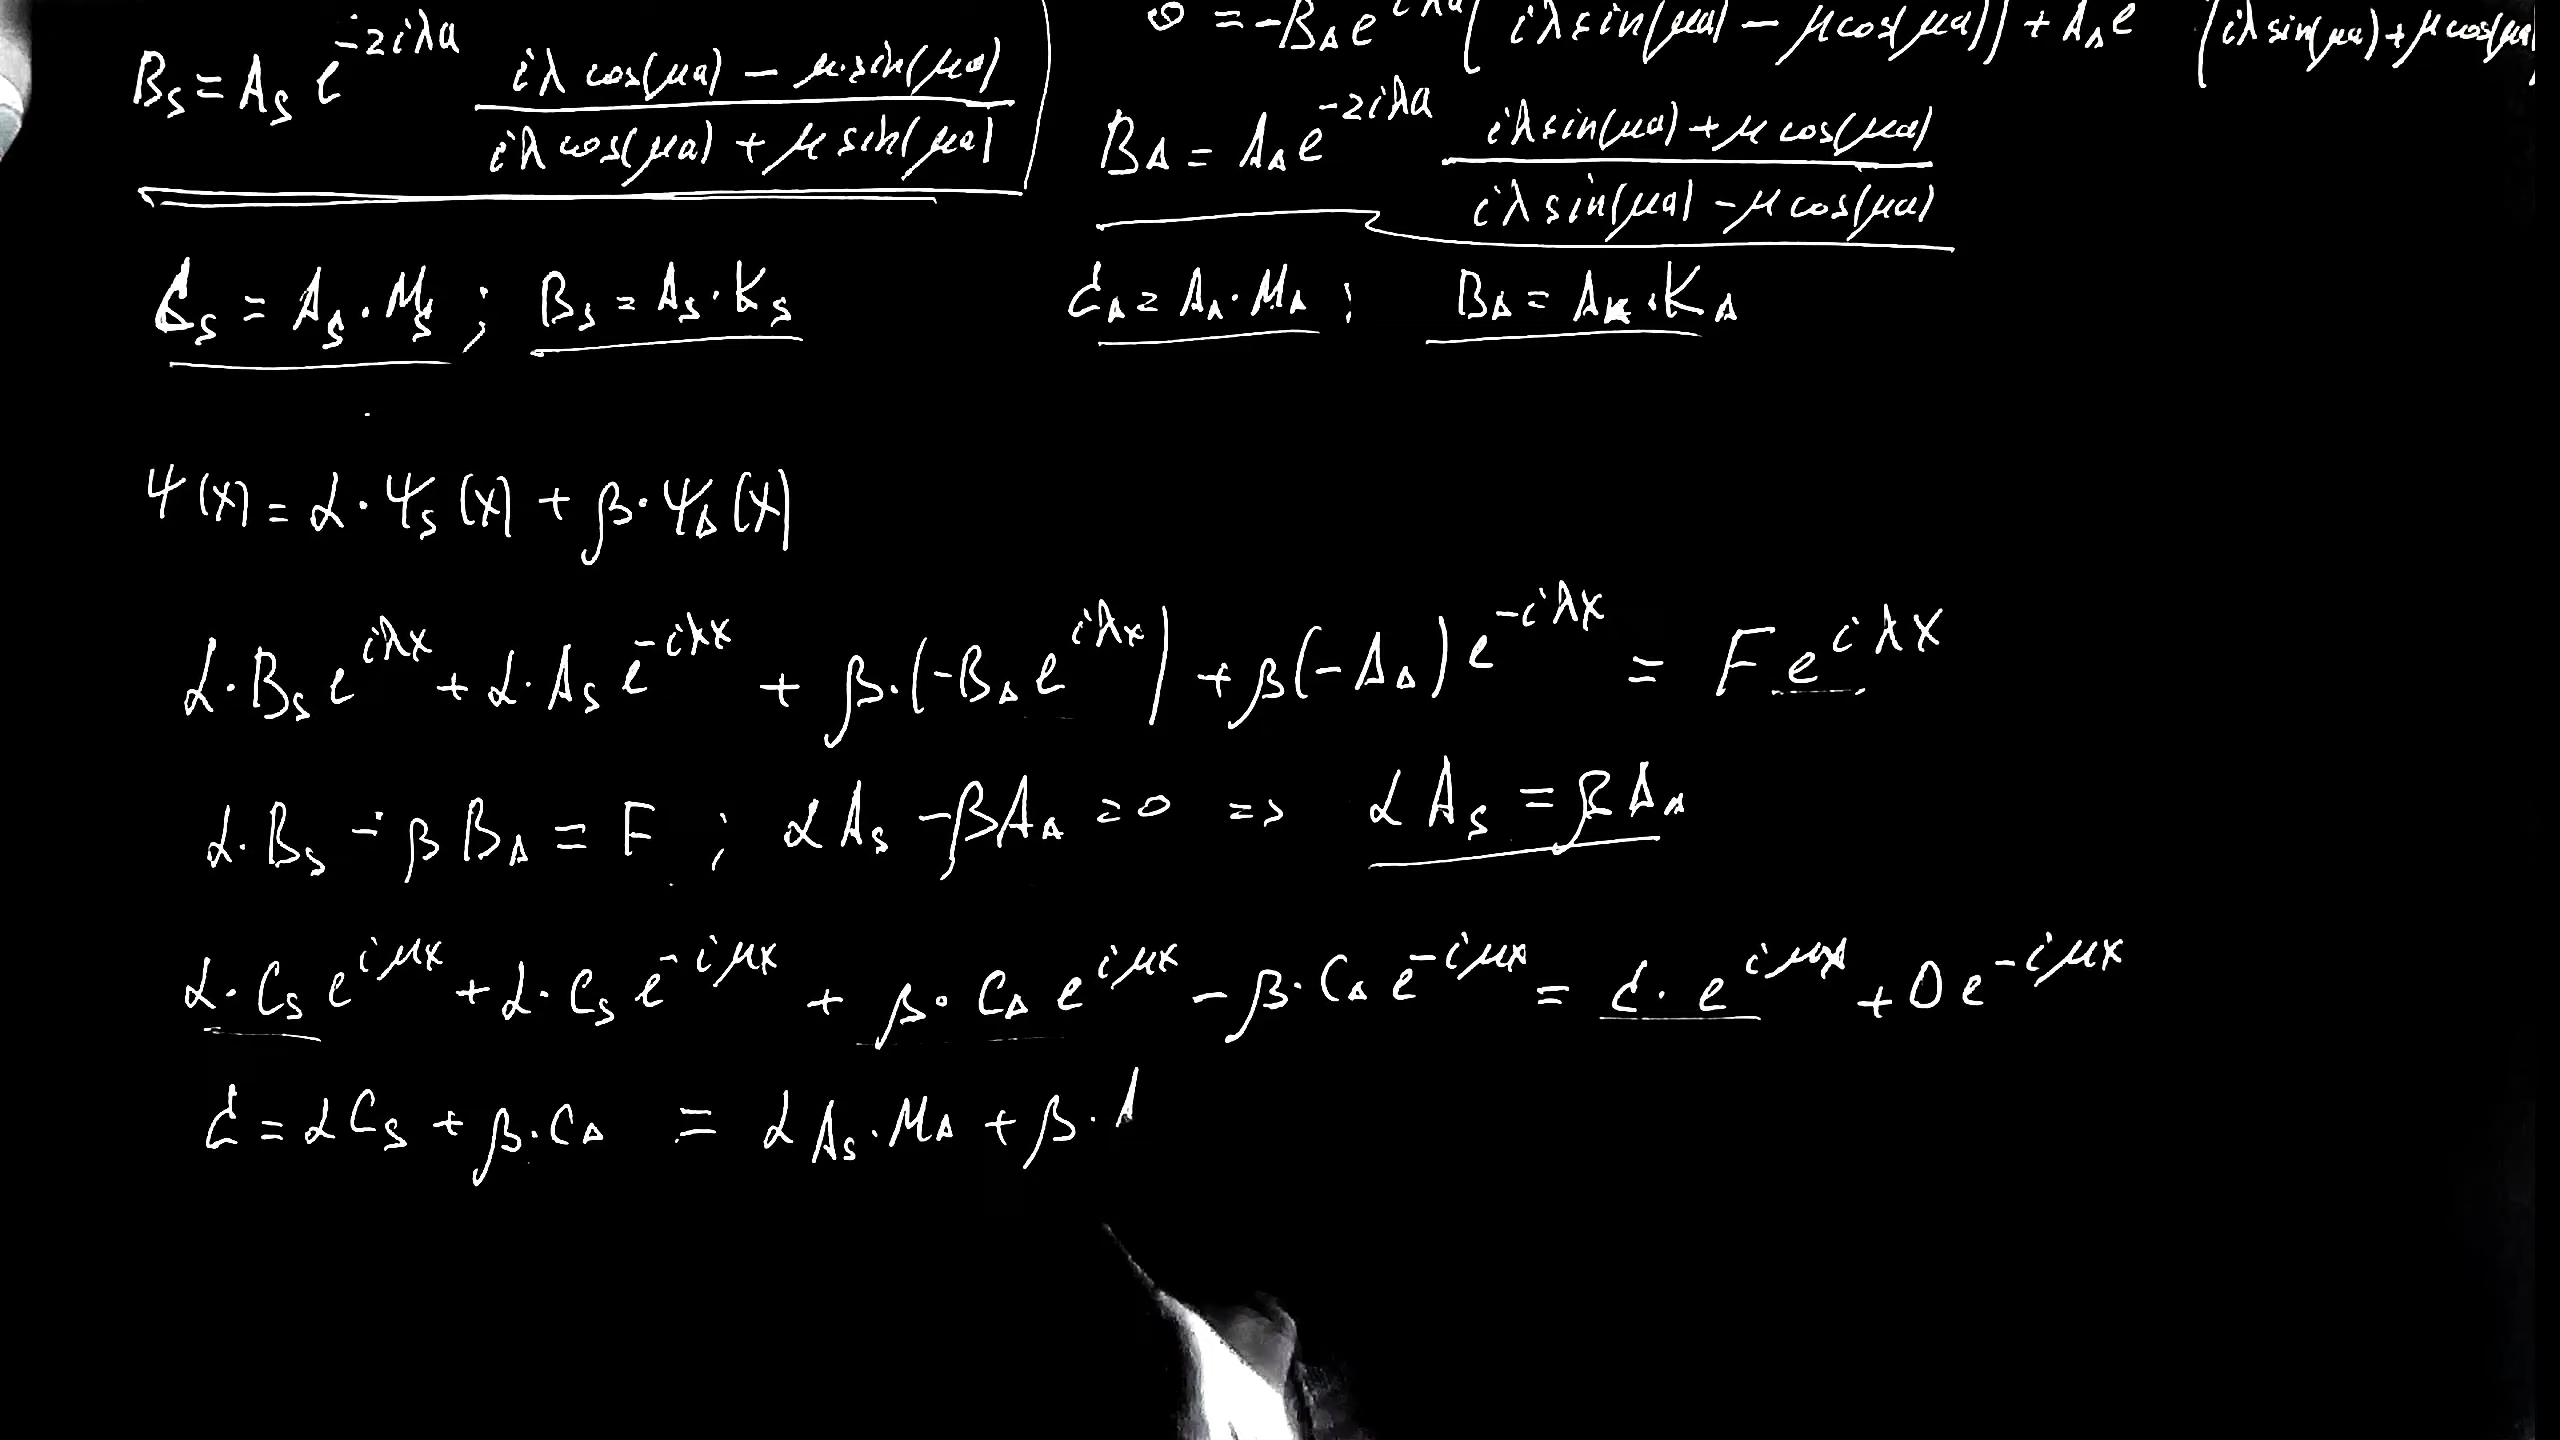 B_S = A_S e^{-2iλa} (iλ cos(μa) - μ·sin(μa)) / (iλ cos(μa) + μ sin(μa))
0 = -B_A e^{iλa} [iλ sin(μa) - μ cos(μa)] + A_A e [iλ sin(μa) + μ cos(μa)
B_A = A_A e^{-2iλa} (iλ sin(μa) + μ cos(μa)) / (iλ sin(μa) - μ cos(μa))
C_S = A_S · M_S ; B_S = A_S · K_S
C_A = A_A · M_A ; B_A = A_A · K_A
Ψ(x) = α · Ψ_S(x) + β · Ψ_A(x)
α · B_S e^{iλx} + α · A_S e^{-iλx} + β · (-B_A e^{iλx}) + β(-A_A) e^{-iλx} = F e^{iλx}
α · B_S - β B_A = F ; α A_S - β A_A = 0 => α A_S = β A_A
α · C_S e^{iμx} + α · C_S e^{-iμx} + β · C_A e^{iμx} - β · C_A e^{-iμx} = C · e^{iμx} + D e^{-iμx}
C = α C_S + β · C_A = α A_S · M_A + β · A